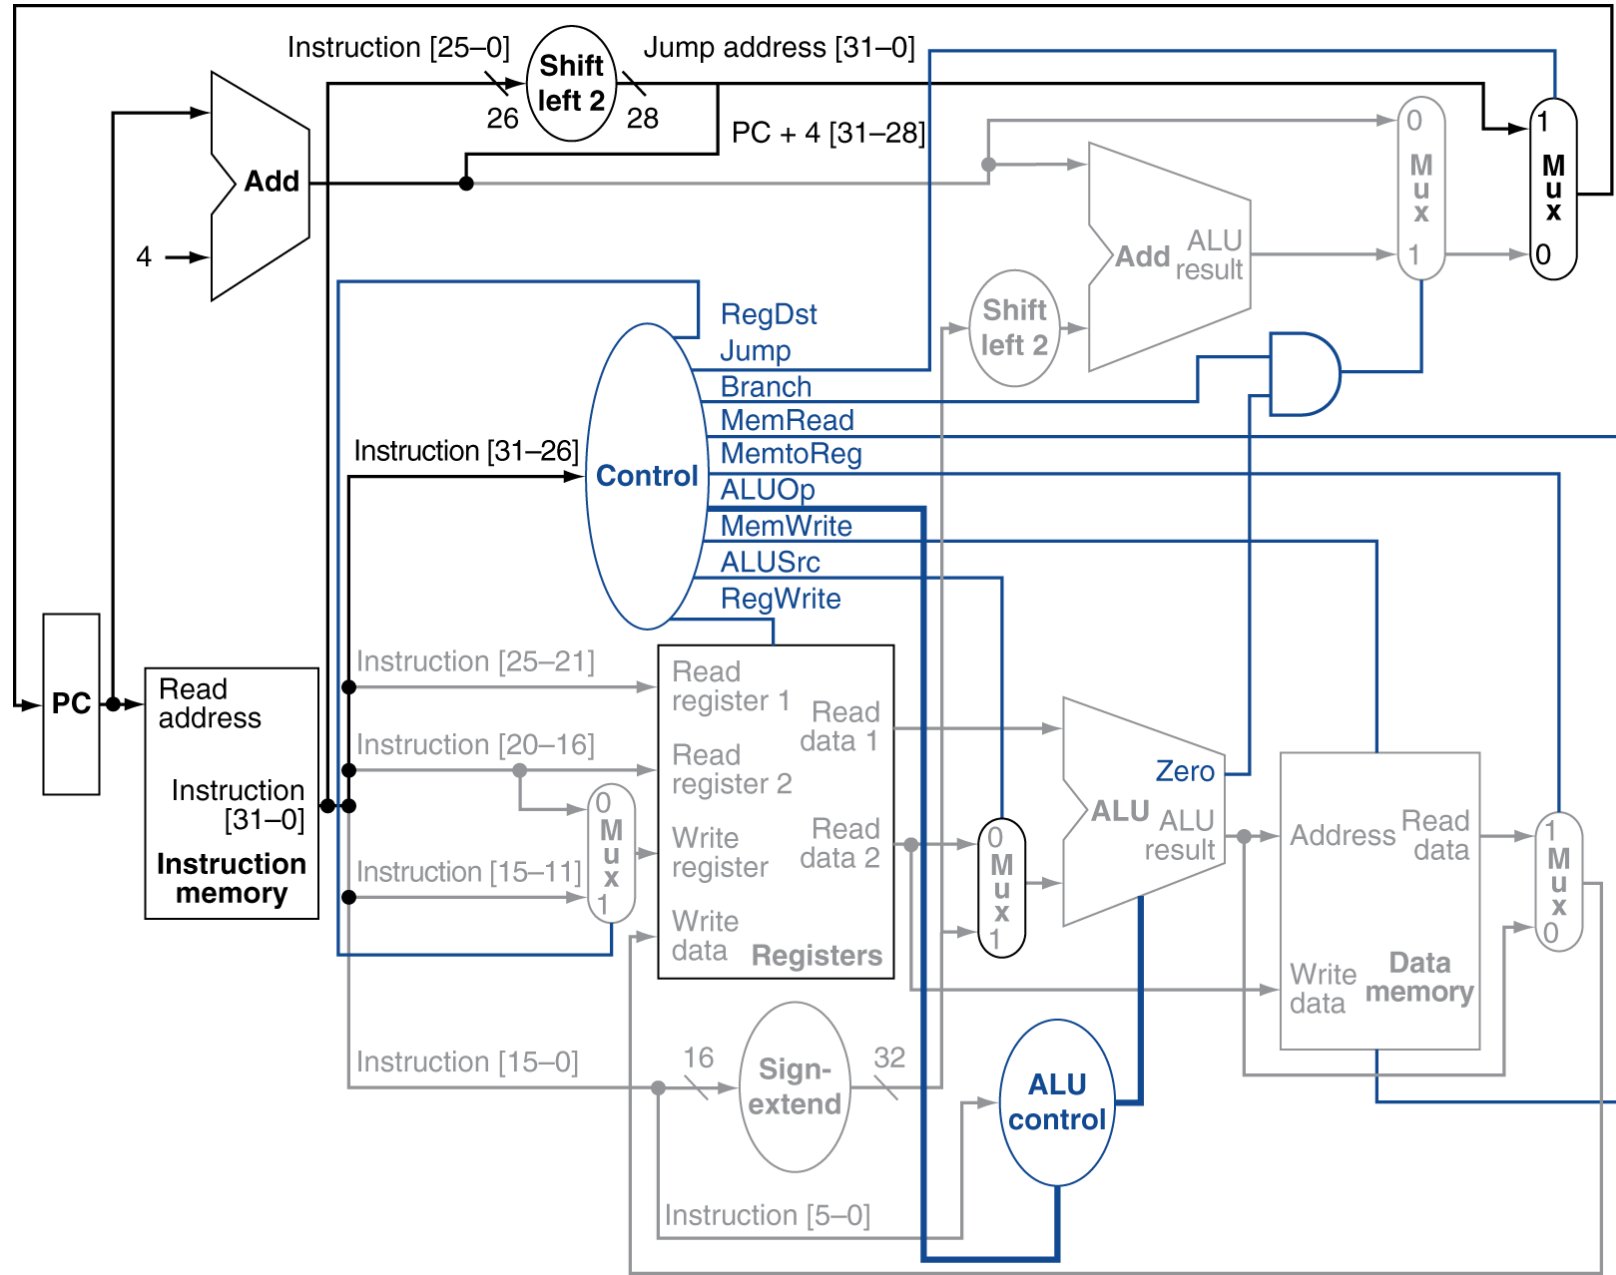 Instruction [25–0]
Shift
left 2
Jump address [31–0]
26
28
PC + 4 [31–28]
Add
4
0
M
u
x
1
1
M
u
x
0
Add
ALU
result
Shift
left 2
RegDst
Jump
Branch
MemRead
MemtoReg
ALUOp
MemWrite
ALUSrc
RegWrite
Instruction [31–26]
Control
PC
Read
address
Instruction
[31–0]
Instruction
memory
Instruction [25–21]
Instruction [20–16]
Instruction [15–11]
0
M
u
x
1
Read
register 1
Read
register 2
Write
register
Write
data
Read
data 1
Read
data 2
Registers
0
M
u
x
1
Zero
ALU
ALU
result
Address
Read
data
Write
data
Data
memory
1
M
u
x
0
Instruction [15–0]
16
Sign-
extend
32
ALU
control
Instruction [5–0]